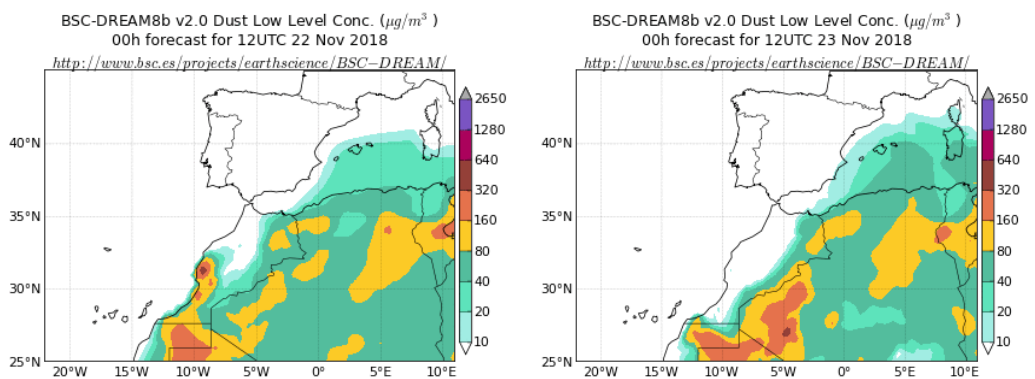 BSC-DREAM8b v2.0 Dust Low Level Conc. (μg/m³ )
00h forecast for 12UTC 22 Nov 2018
http://www.bsc.es/projects/earthscience/BSC−DREAM/
40°N
35°N
30°N
25°N
20°W
15°W
10°W
5°W
0°E
5°E
10°E
2650
1280
640
320
160
80
40
20
10
BSC-DREAM8b v2.0 Dust Low Level Conc. (μg/m³ )
00h forecast for 12UTC 23 Nov 2018
http://www.bsc.es/projects/earthscience/BSC−DREAM/
40°N
35°N
30°N
25°N
20°W
15°W
10°W
5°W
0°E
5°E
10°E
2650
1280
640
320
160
80
40
20
10